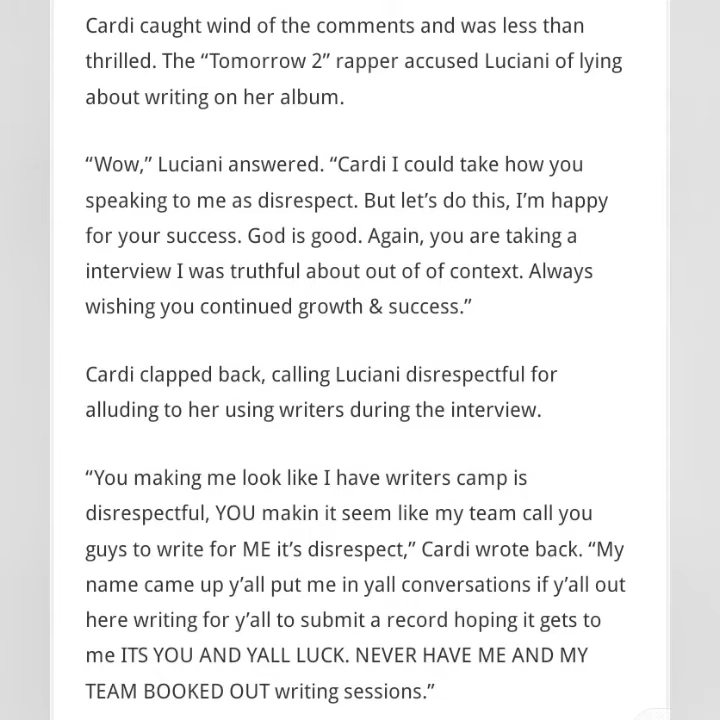 Cardi caught wind of the comments and was less than
thrilled. The “Tomorrow 2” rapper accused Luciani of lying
about writing on her album.
“Wow,” Luciani answered. “Cardi I could take how you
speaking to me as disrespect. But let’s do this, I’m happy
for your success. God is good. Again, you are taking a
interview I was truthful about out of of context. Always
wishing you continued growth & success.”
Cardi clapped back, calling Luciani disrespectful for
alluding to her using writers during the interview.
“You making me look like I have writers camp is
disrespectful, YOU makin it seem like my team call you
guys to write for ME it’s disrespect,” Cardi wrote back. “My
name came up y’all put me in yall conversations if y’all out
here writing for y’all to submit a record hoping it gets to
me ITS YOU AND YALL LUCK. NEVER HAVE ME AND MY
TEAM BOOKED OUT writing sessions.”